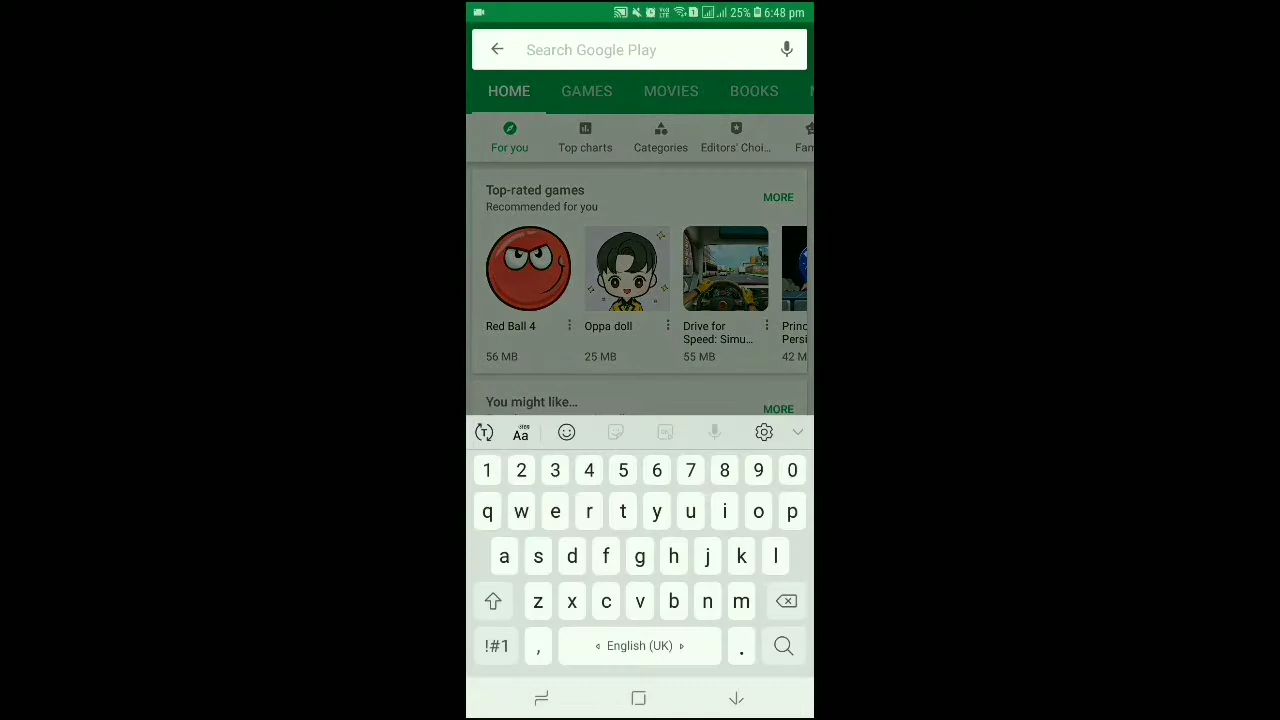 25% 6:48 pm
Search Google Play
HOME GAMES MOVIES BOOKS
For you Top charts Categories Editors' Choi... Fam
Top-rated games
Recommended for you
MORE
Red Ball 4 Oppa doll Drive for Princ
Speed: Simu... Persi
56 MB 25 MB 55 MB 42 M
You might like...
MORE
Aa
1 2 3 4 5 6 7 8 9 0
q w e r t y u i o p
a s d f g h j k l
z x c v b n m
!#1 , English (UK) .